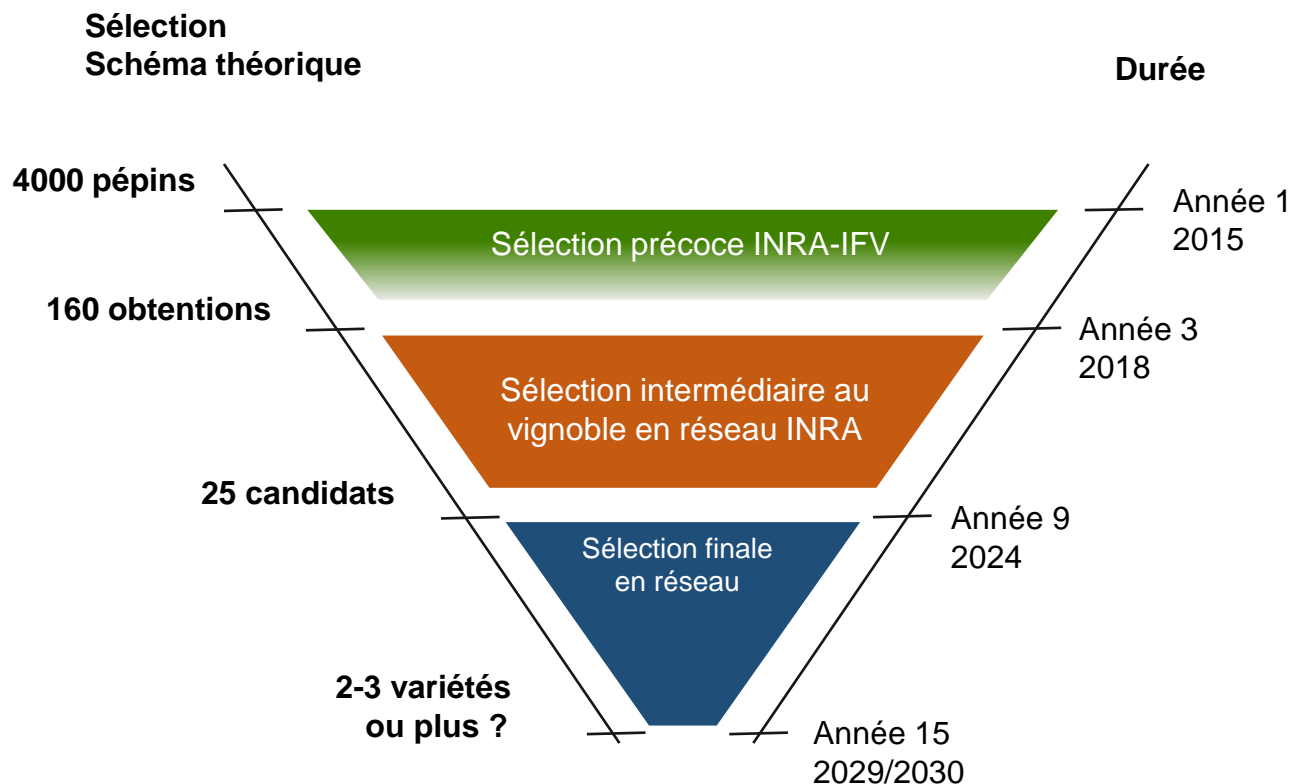 Sélection
Schéma théorique
Durée
4000 pépins
Année 1
2015
Sélection précoce INRA-IFV
160 obtentions
Année 3
2018
Sélection intermédiaire au
vignoble en réseau INRA
25 candidats
Année 9
2024
Sélection finale
en réseau
2-3 variétés
ou plus ?
Année 15
2029/2030